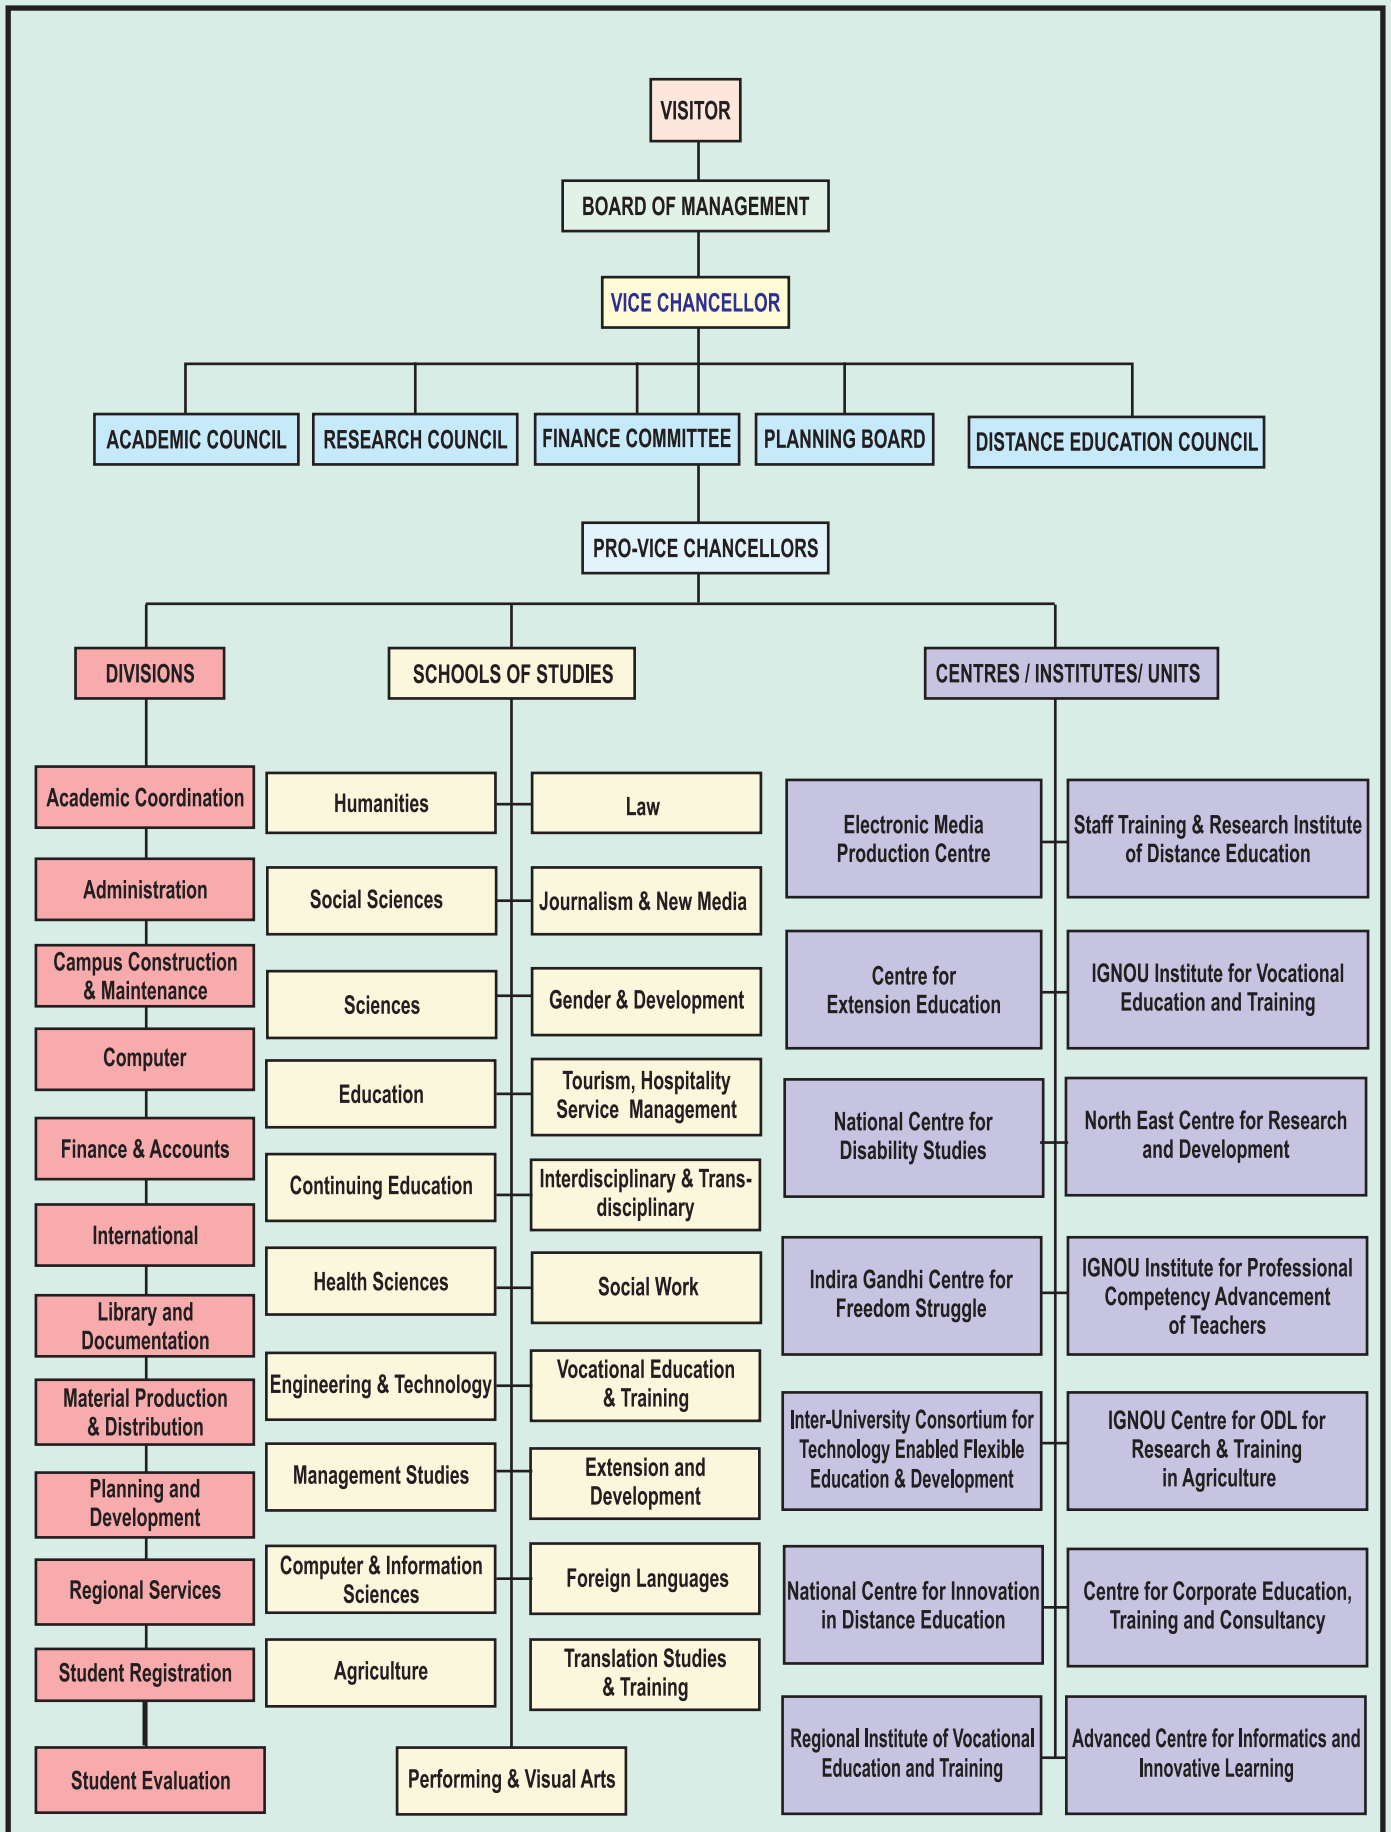 VISITOR
BOARD OF MANAGEMENT
VICE CHANCELLOR
ACADEMIC COUNCIL
RESEARCH COUNCIL
FINANCE COMMITTEE
PLANNING BOARD
DISTANCE EDUCATION COUNCIL
PRO-VICE CHANCELLORS
DIVISIONS
SCHOOLS OF STUDIES
CENTRES / INSTITUTES/ UNITS
Academic Coordination
Administration
Campus Construction
& Maintenance
Computer
Finance & Accounts
International
Library and
Documentation
Material Production
& Distribution
Planning and
Development
Regional Services
Student Registration
Student Evaluation
Humanities
Law
Social Sciences
Journalism & New Media
Sciences
Gender & Development
Education
Tourism, Hospitality
Service Management
Continuing Education
Interdisciplinary & Trans-
disciplinary
Health Sciences
Social Work
Engineering & Technology
Vocational Education
& Training
Management Studies
Extension and
Development
Computer & Information
Sciences
Foreign Languages
Agriculture
Translation Studies
& Training
Performing & Visual Arts
Electronic Media
Production Centre
Staff Training & Research Institute
of Distance Education
Centre for
Extension Education
IGNOU Institute for Vocational
Education and Training
National Centre for
Disability Studies
North East Centre for Research
and Development
Indira Gandhi Centre for
Freedom Struggle
IGNOU Institute for Professional
Competency Advancement
of Teachers
Inter-University Consortium for
Technology Enabled Flexible
Education & Development
IGNOU Centre for ODL for
Research & Training
in Agriculture
National Centre for Innovation
in Distance Education
Centre for Corporate Education,
Training and Consultancy
Regional Institute of Vocational
Education and Training
Advanced Centre for Informatics and
Innovative Learning